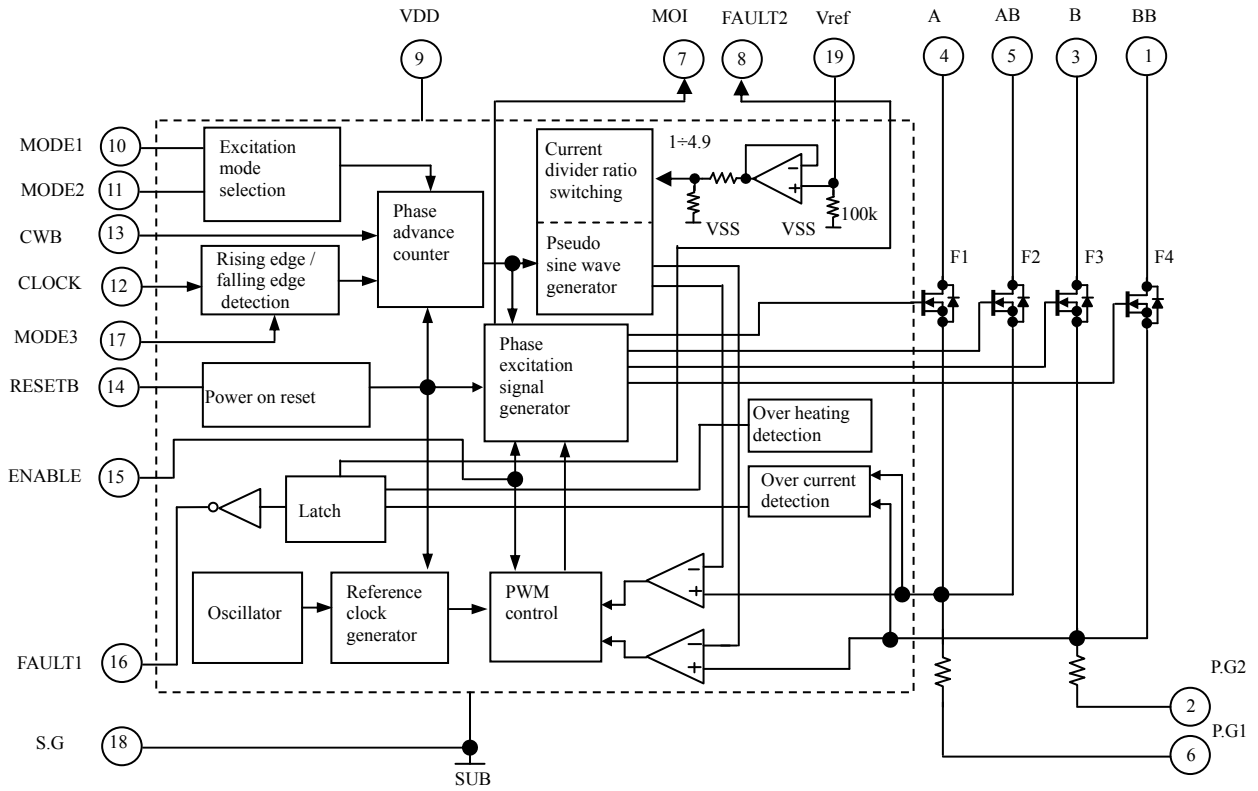 VDD
MOI
FAULT2
Vref
A
AB
B
BB
9
7
8
19
4
5
3
1
MODE1
10
MODE2
11
CWB
13
CLOCK
12
MODE3
17
RESETB
14
ENABLE
15
FAULT1
16
S.G
18
Excitation
mode
selection
Phase
advance
counter
Rising edge /
falling edge
detection
Power on reset
Current
divider ratio
switching
Pseudo
sine wave
generator
1÷4.9
−
+
VSS
VSS
100k
F1
F2
F3
F4
Phase
excitation
signal
generator
Over heating
detection
Over current
detection
Latch
Oscillator
Reference
clock
generator
PWM
control
−
+
−
+
P.G2
2
P.G1
6
SUB